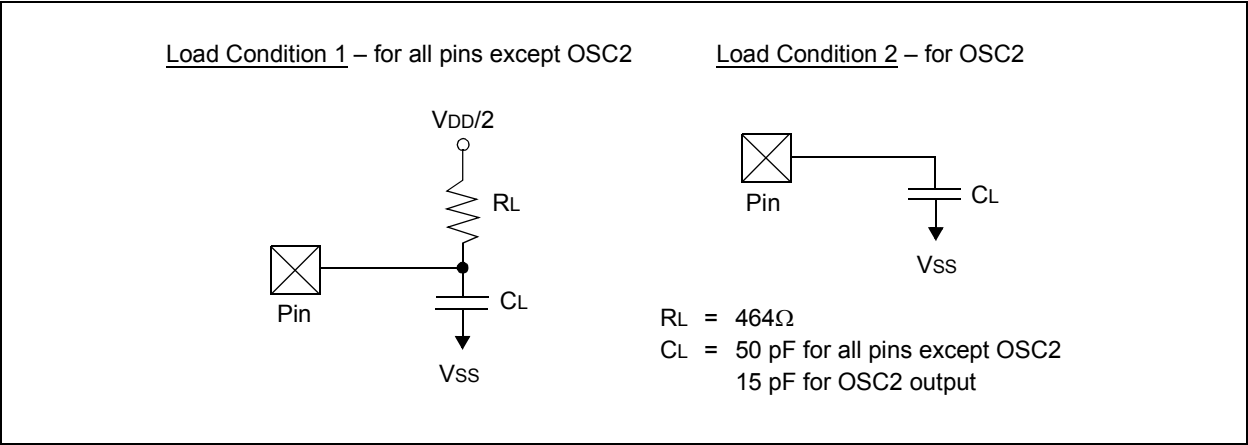 Load Condition 1 – for all pins except OSC2
VDD/2
RL
Pin
CL
VSS
Load Condition 2 – for OSC2
Pin
CL
VSS
RL = 464Ω
CL = 50 pF for all pins except OSC2
15 pF for OSC2 output